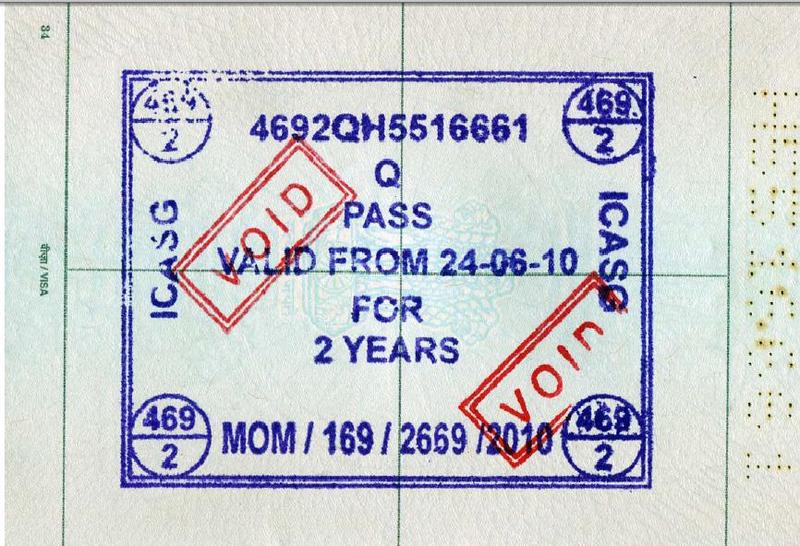 34
वीज़ा / VISA
469
2
469
2
4692QH5516661
Q
PASS
VALID FROM 24-06-10
FOR
2 YEARS
ICASG
ICASG
VOID
VOID
469
2
MOM / 169 / 2669 /2010
469
2